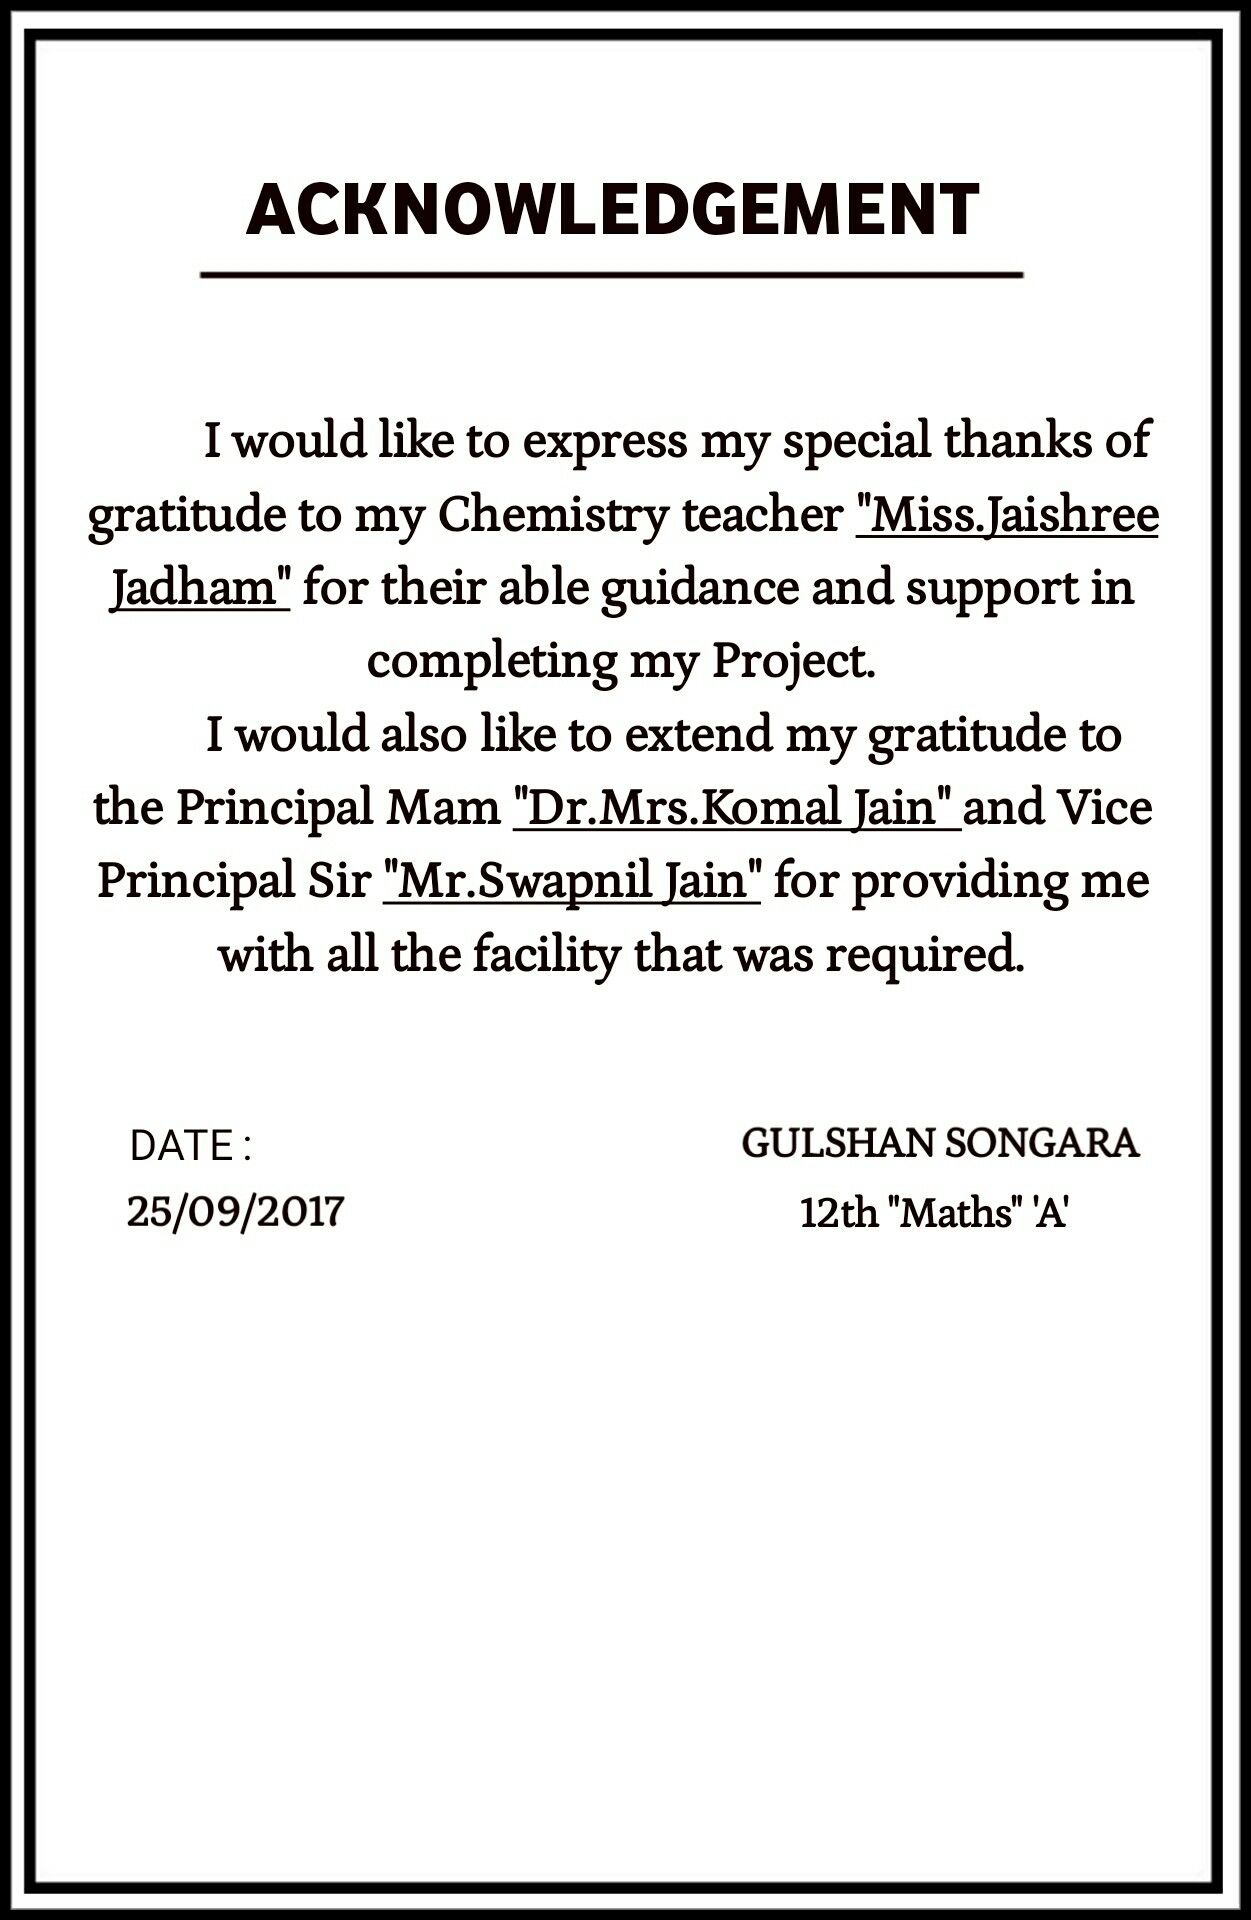 ACKNOWLEDGEMENT
I would like to express my special thanks of
gratitude to my Chemistry teacher "Miss.Jaishree
Jadham" for their able guidance and support in
completing my Project.
I would also like to extend my gratitude to
the Principal Mam "Dr.Mrs.Komal Jain" and Vice
Principal Sir "Mr.Swapnil Jain" for providing me
with all the facility that was required.
DATE :
GULSHAN SONGARA
25/09/2017
12th "Maths" 'A'